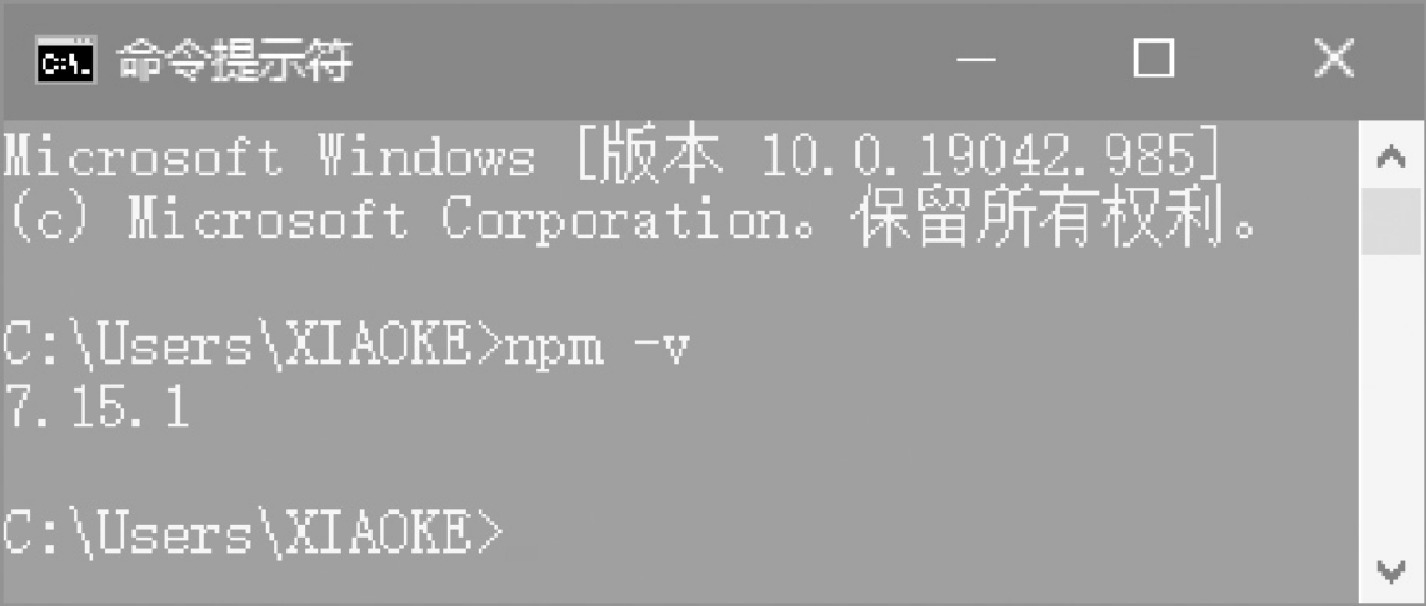 命令提示符
Microsoft Windows [版本 10.0.19042.985]
(c) Microsoft Corporation。保留所有权利。
C:\Users\XIAOKE>npm -v
7.15.1
C:\Users\XIAOKE>